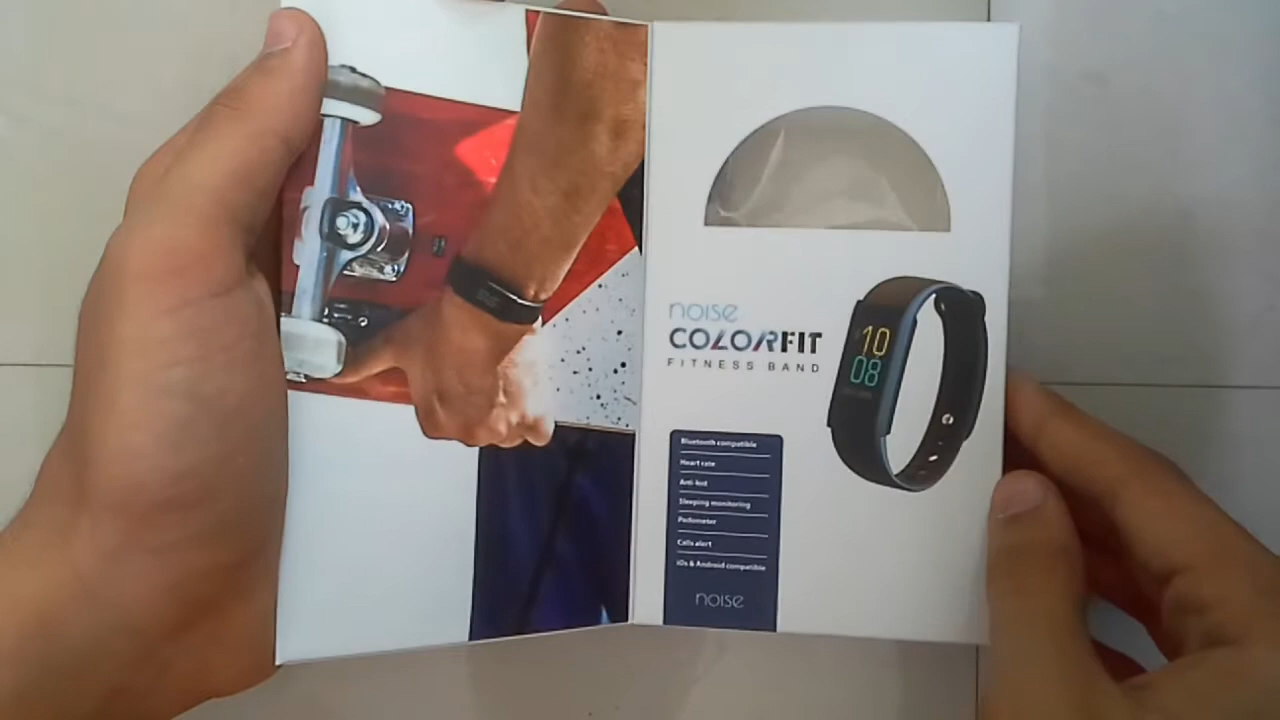 noise
COLORFIT
FITNESS BAND
10
08
Bluetooth compatible
Heart rate
Anti-lost
Sleeping monitoring
Pedometer
Calls alert
iOs & Android compatible
noise